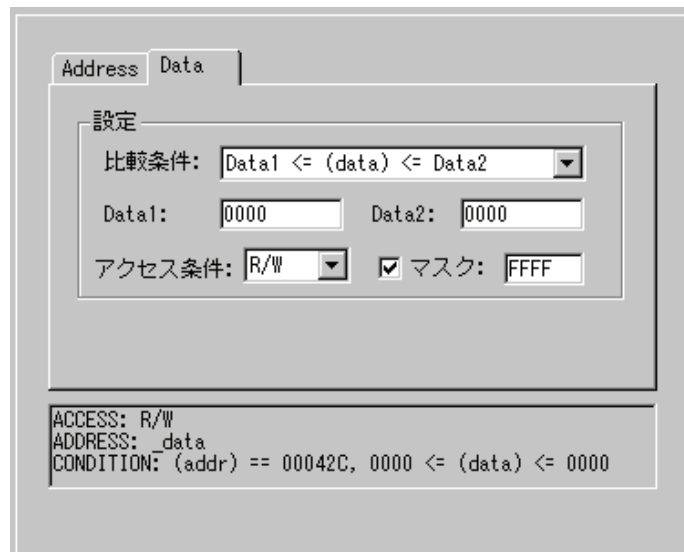 Address Data
設定
比較条件: Data1 <= (data) <= Data2
Data1: 0000 Data2: 0000
アクセス条件: R/W マスク: FFFF
ACCESS: R/W
ADDRESS: _data
CONDITION: (addr) == 00042C, 0000 <= (data) <= 0000